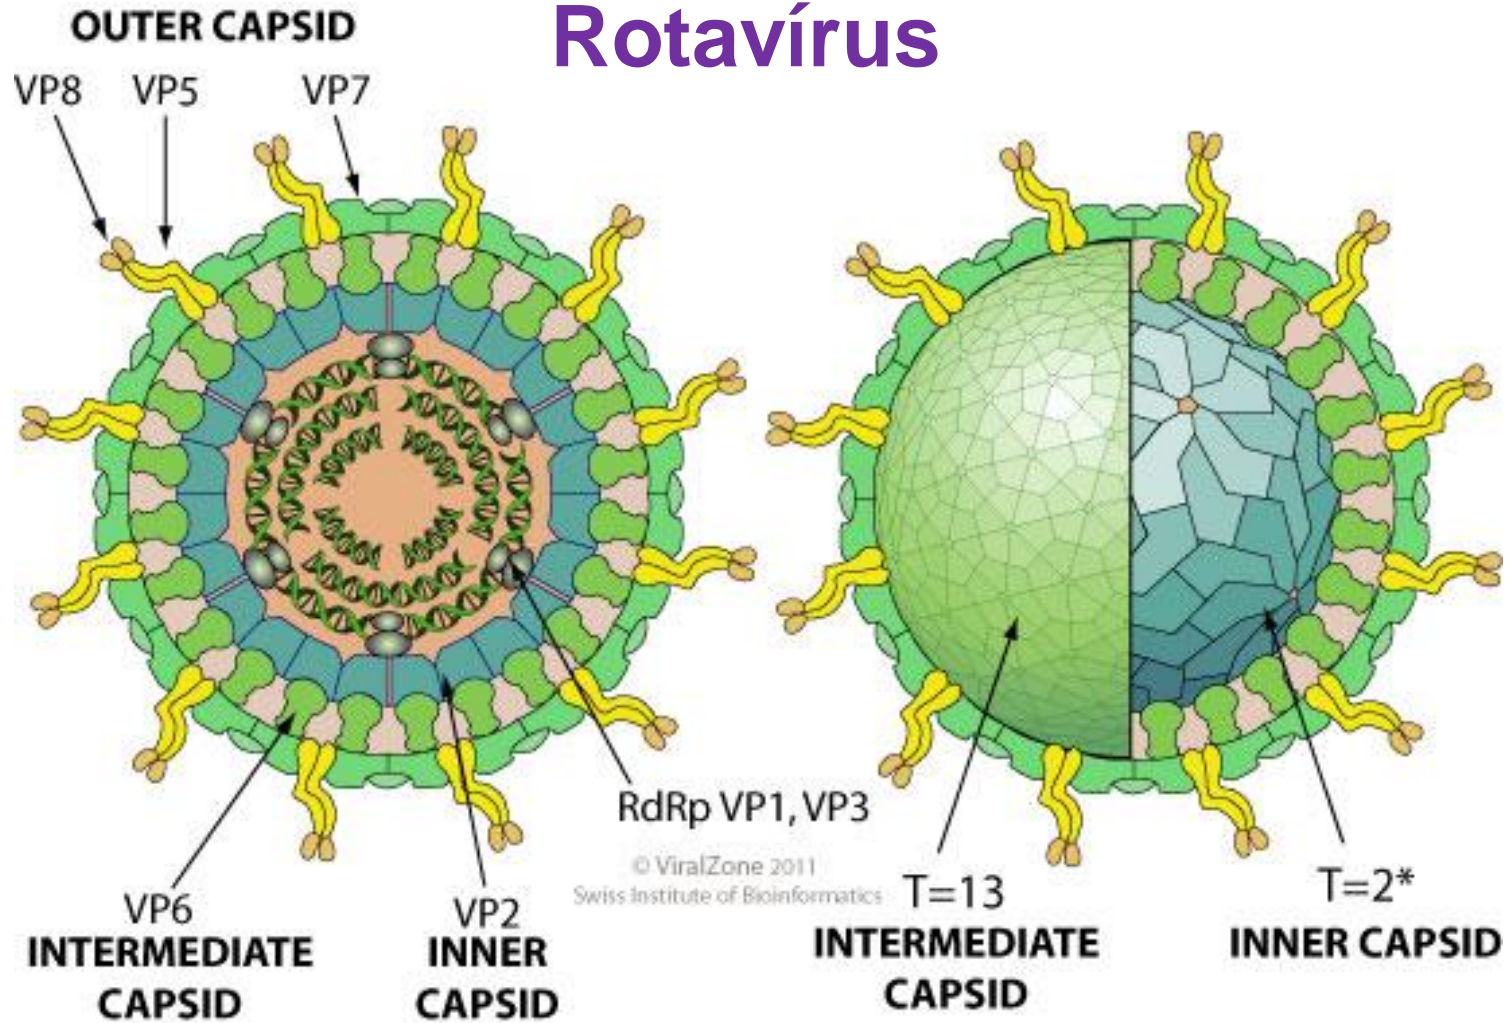 Rotavírus
OUTER CAPSID
VP8 VP5 VP7
RdRp VP1, VP3
© ViralZone 2011
Swiss Institute of Bioinformatics
VP6
INTERMEDIATE
CAPSID
VP2
INNER
CAPSID
T=13
INTERMEDIATE
CAPSID
T=2*
INNER CAPSID